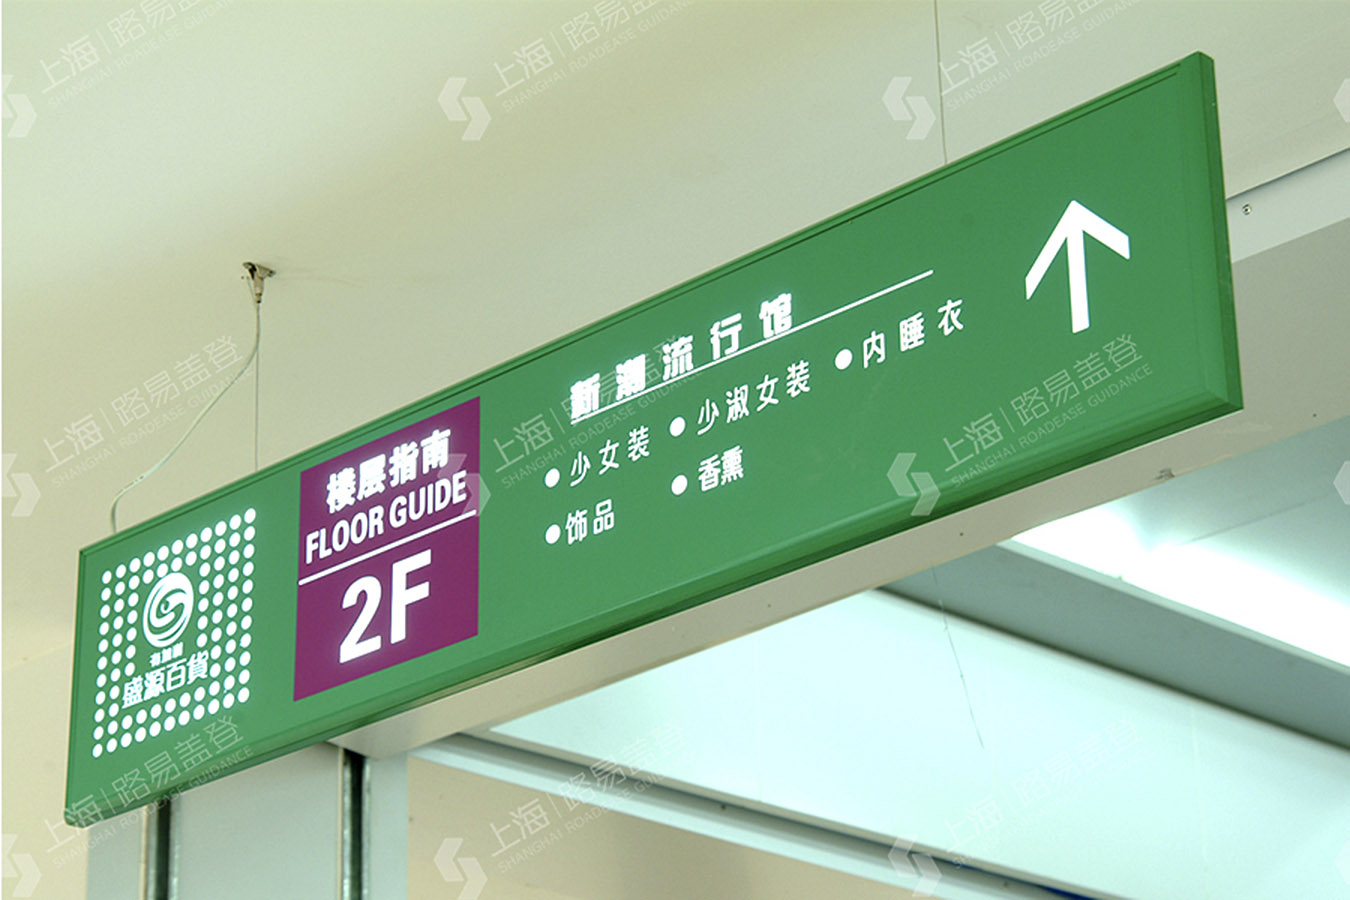 盛源百貨
楼层指南
FLOOR GUIDE
2F
新潮流行馆
●少女装 ●少淑女装 ●内睡衣
●饰品 ●香熏
上海|路易盖登
SHANGHAI ROADEASE GUIDANCE